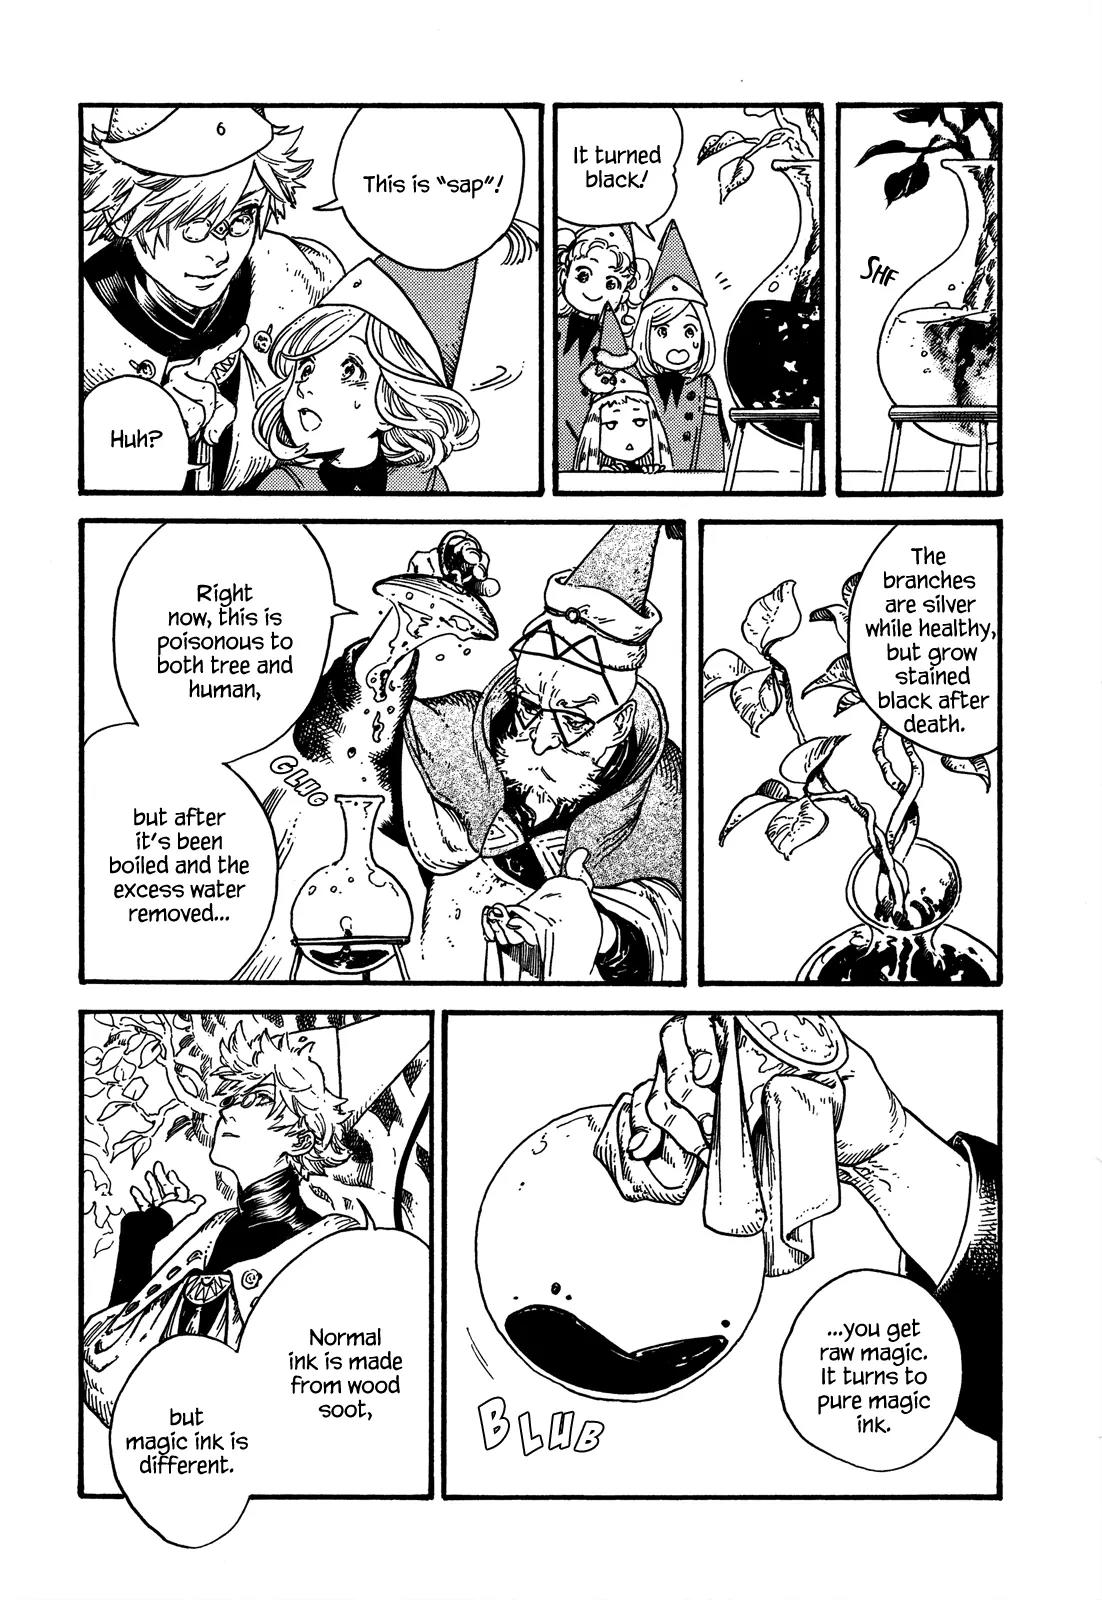 SHF
It turned
black!
This is "sap"!
Huh?
The
branches
are silver
while healthy,
but grow
stained
black after
death.
Right
now, this is
poisonous to
both tree and
human,
GLUG
but after
it's been
boiled and the
excess water
removed...
...you get
raw magic.
It turns to
pure magic
ink.
BLUB
Normal
ink is made
from wood
soot,
but
magic ink is
different.